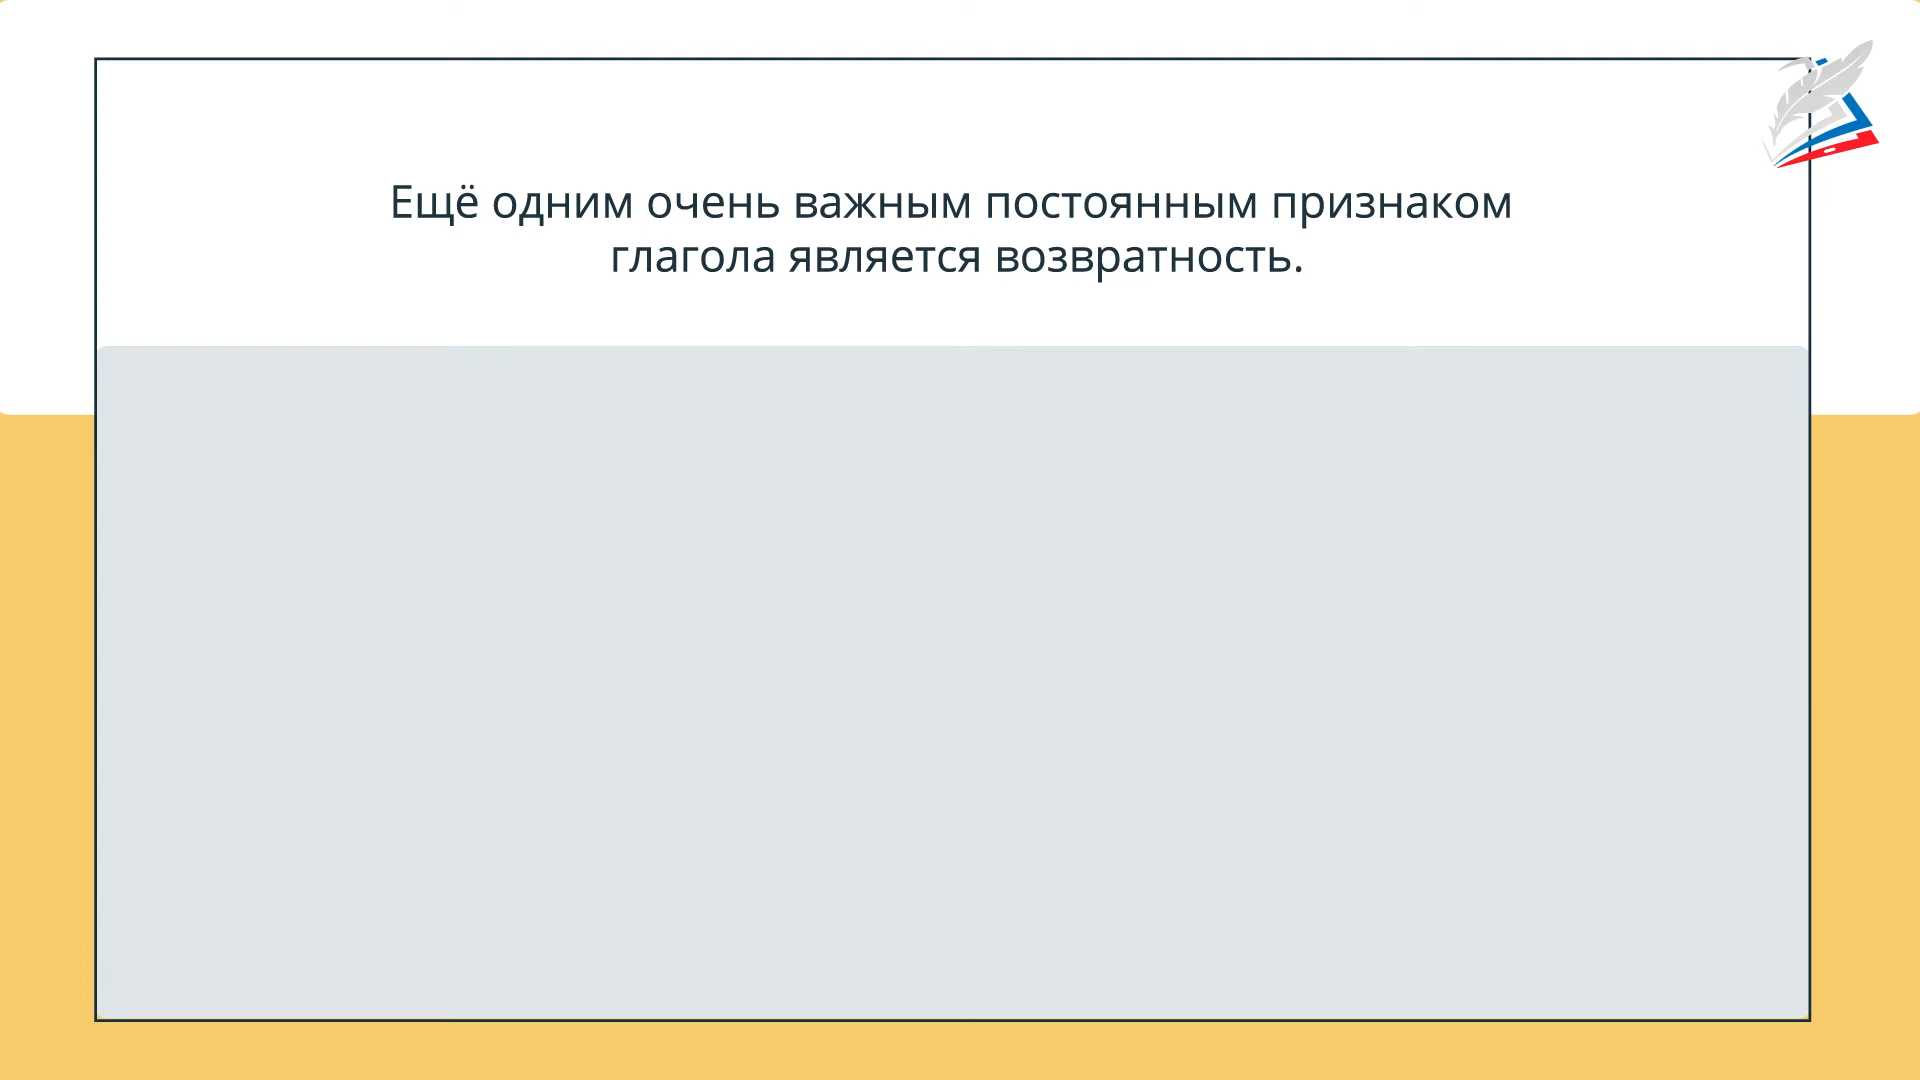 Ещё одним очень важным постоянным признаком
глагола является возвратность.